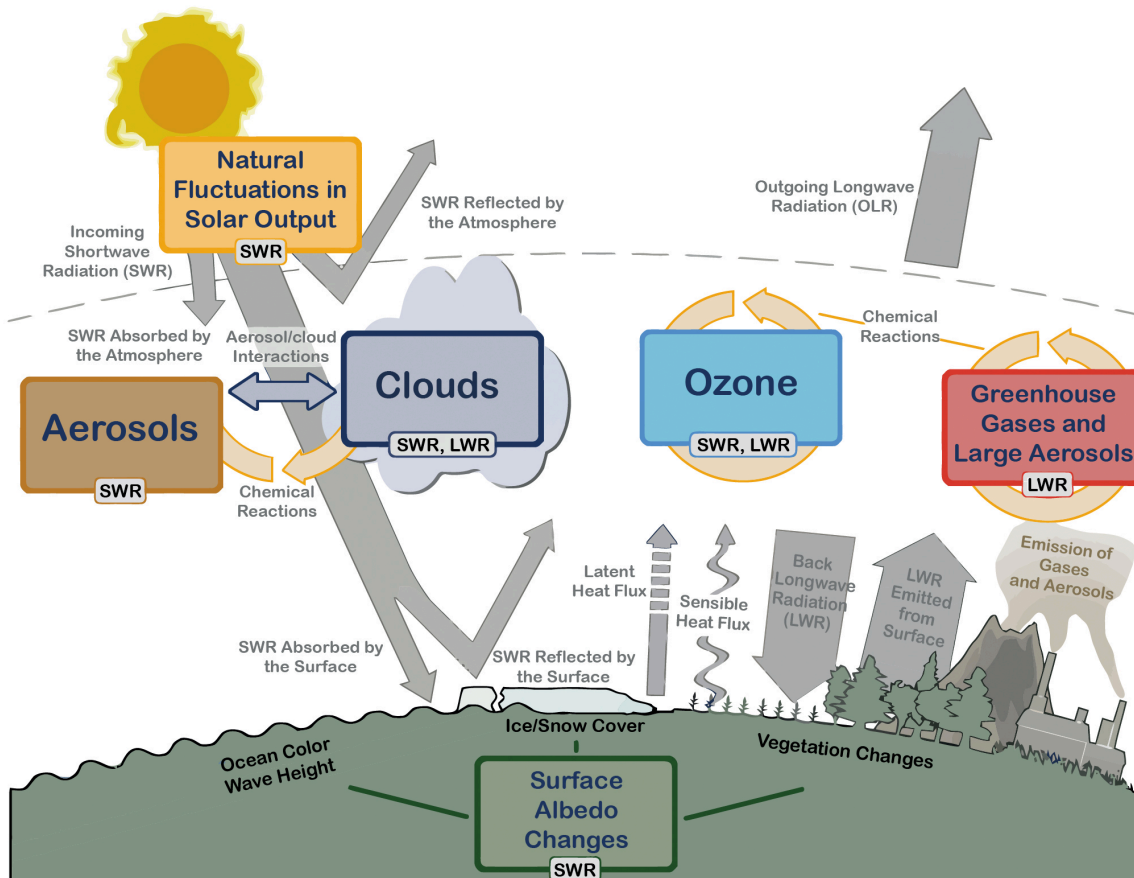 Natural
Fluctuations in
Solar Output
SWR
Incoming
Shortwave
Radiation (SWR)
SWR Reflected by
the Atmosphere
Outgoing Longwave
Radiation (OLR)
SWR Absorbed by
the Atmosphere
Aerosol/cloud
Interactions
Chemical
Reactions
Aerosols
SWR
Clouds
SWR, LWR
Ozone
SWR, LWR
Greenhouse
Gases and
Large Aerosols
LWR
Chemical
Reactions
Emission of
Gases
and Aerosols
Latent
Heat Flux
Sensible
Heat Flux
Back
Longwave
Radiation
(LWR)
LWR
Emitted
from
Surface
SWR Absorbed by
the Surface
SWR Reflected by
the Surface
Ice/Snow Cover
Ocean Color
Wave Height
Vegetation Changes
Surface
Albedo
Changes
SWR